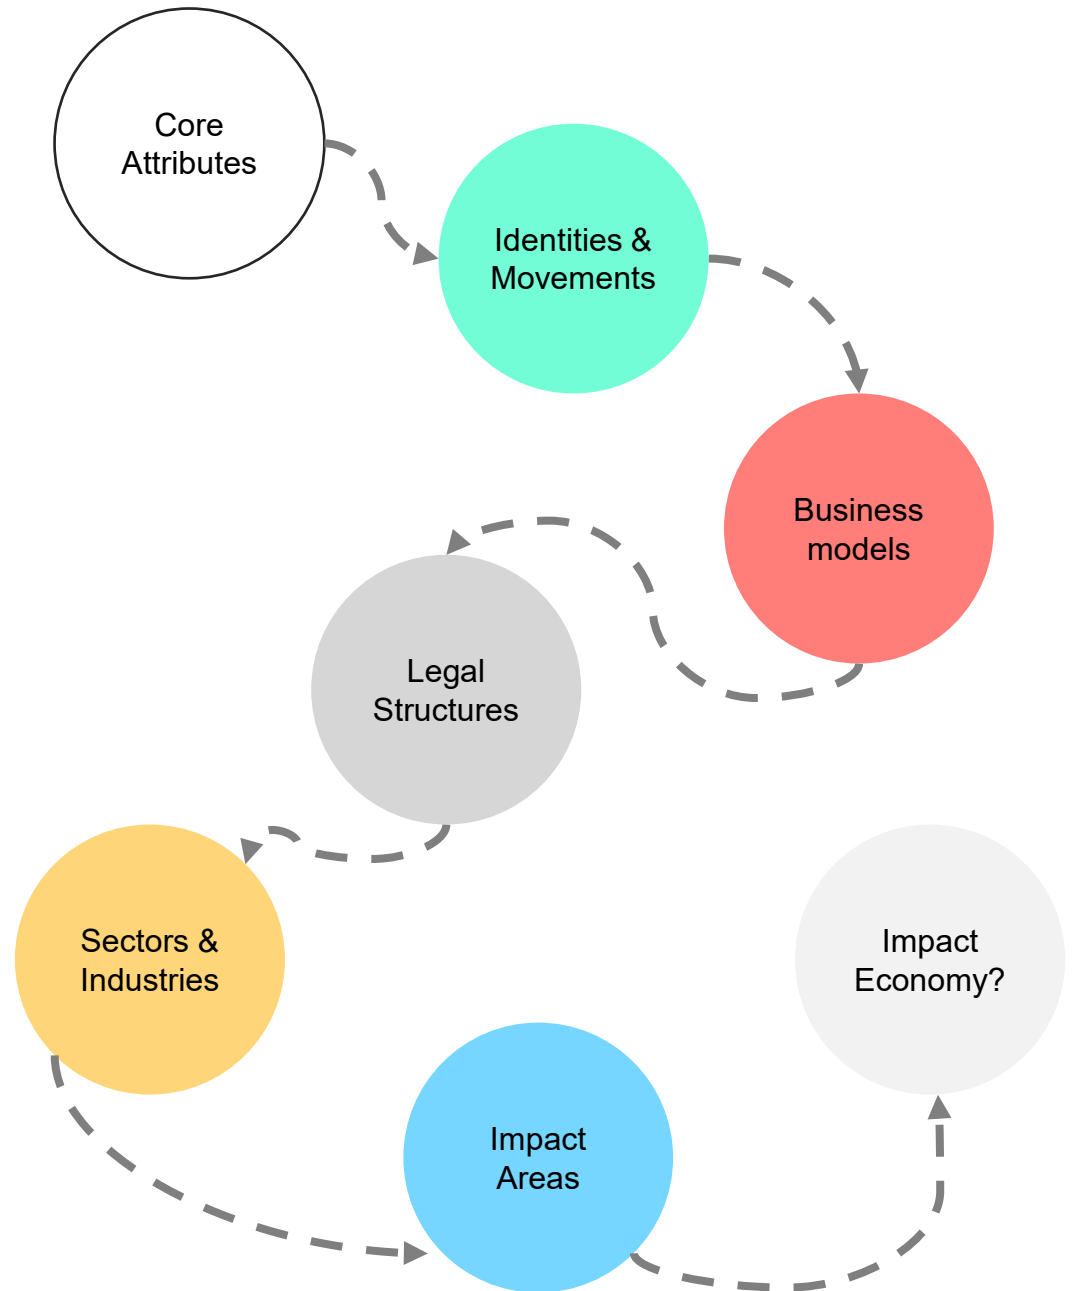 Core
Attributes
Identities &
Movements
Business
models
Legal
Structures
Sectors &
Industries
Impact
Areas
Impact
Economy?